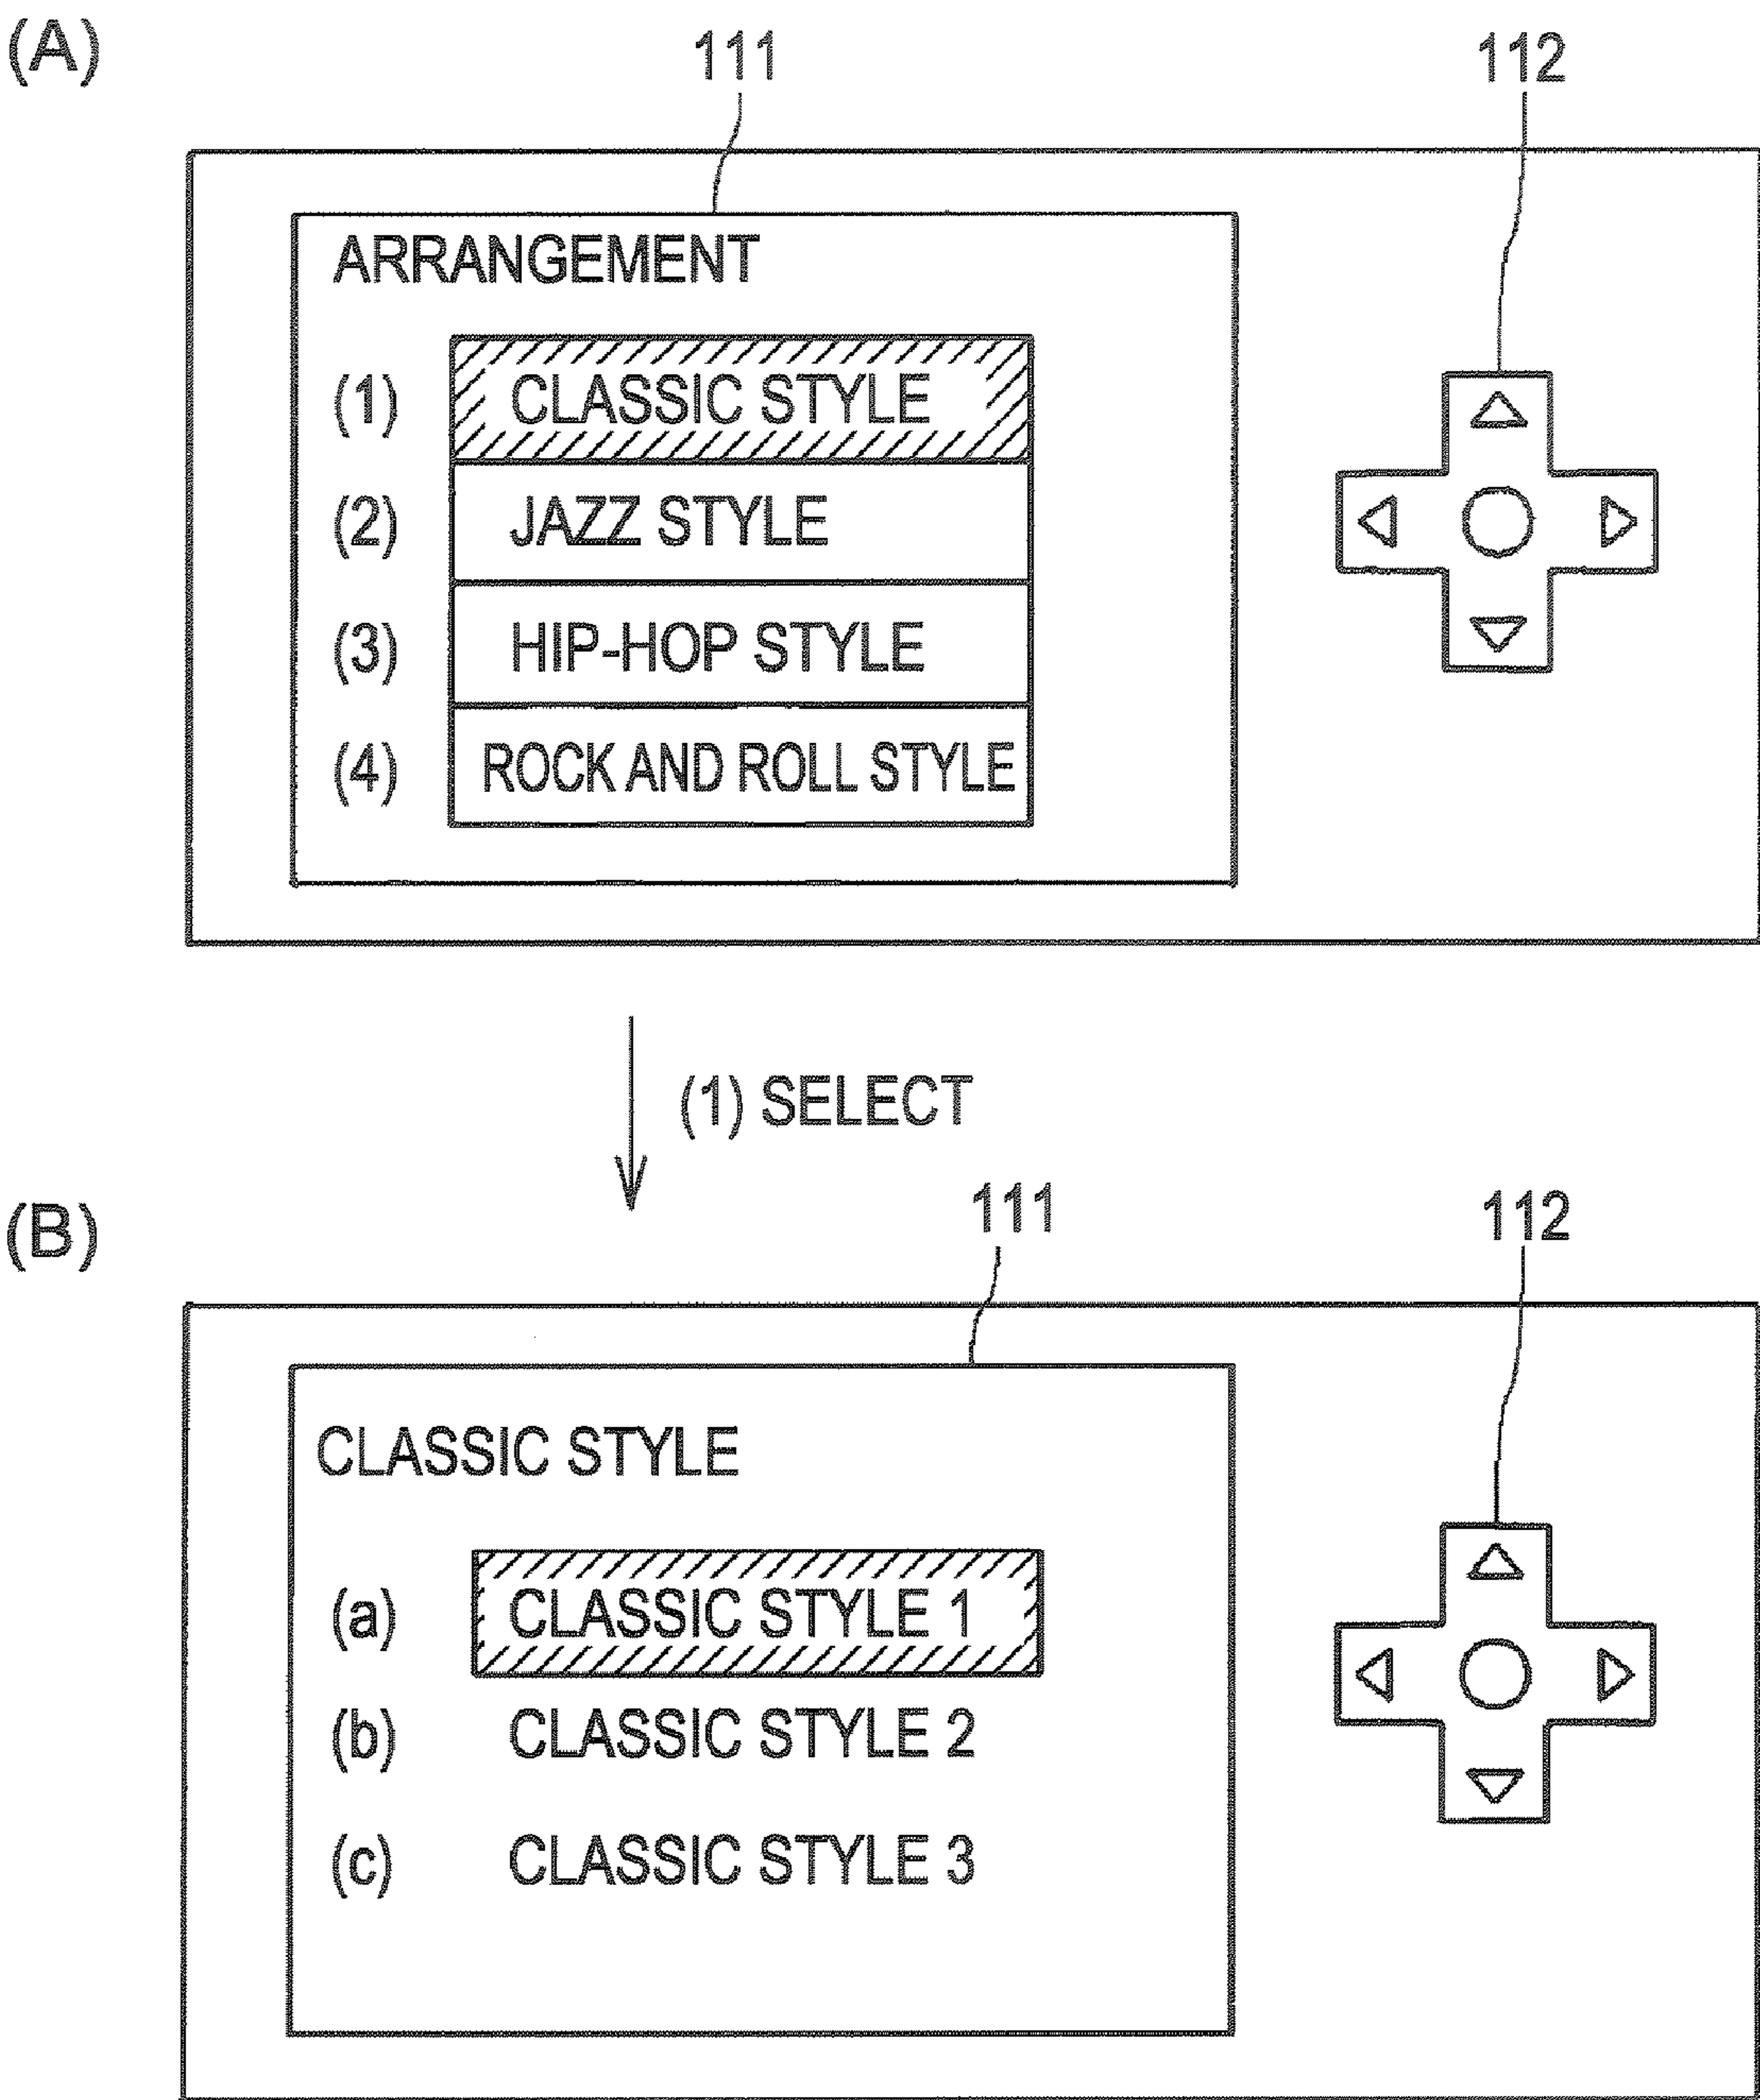 (A)
111
112
ARRANGEMENT
(1) CLASSIC STYLE
(2) JAZZ STYLE
(3) HIP-HOP STYLE
(4) ROCK AND ROLL STYLE
(1) SELECT
(B)
111
112
CLASSIC STYLE
(a) CLASSIC STYLE 1
(b) CLASSIC STYLE 2
(c) CLASSIC STYLE 3